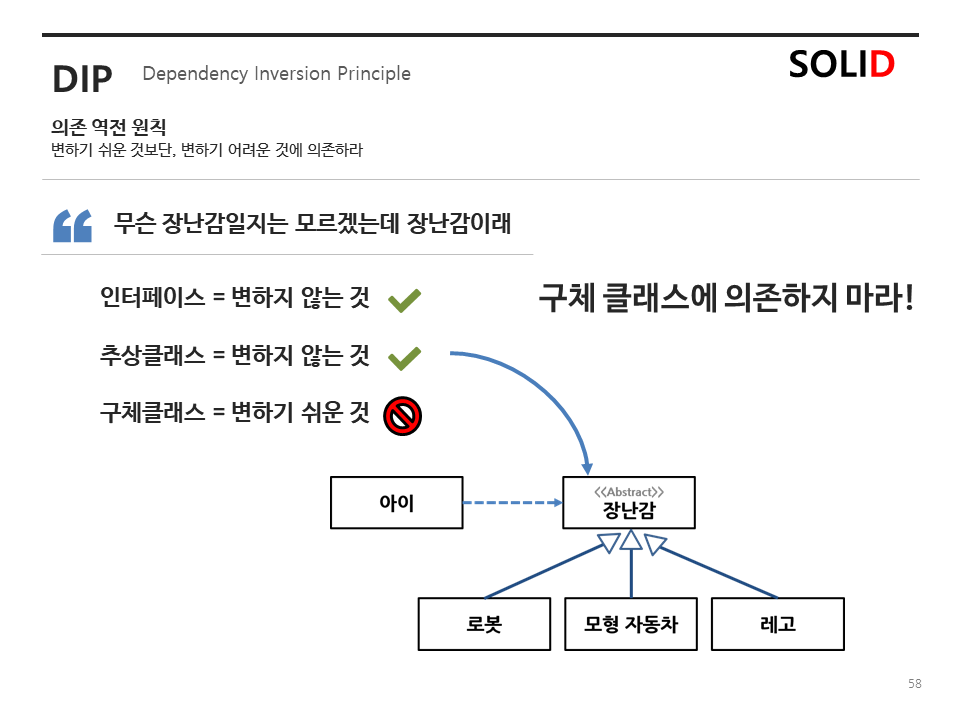 DIP
Dependency Inversion Principle
SOLID
의존 역전 원칙
변하기 쉬운 것보단, 변하기 어려운 것에 의존하라
무슨 장난감일지는 모르겠는데 장난감이래
인터페이스 = 변하지 않는 것
구체 클래스에 의존하지 마라!
추상클래스 = 변하지 않는 것
구체클래스 = 변하기 쉬운 것
아이
<<Abstract>>
장난감
로봇
모형 자동차
레고
58